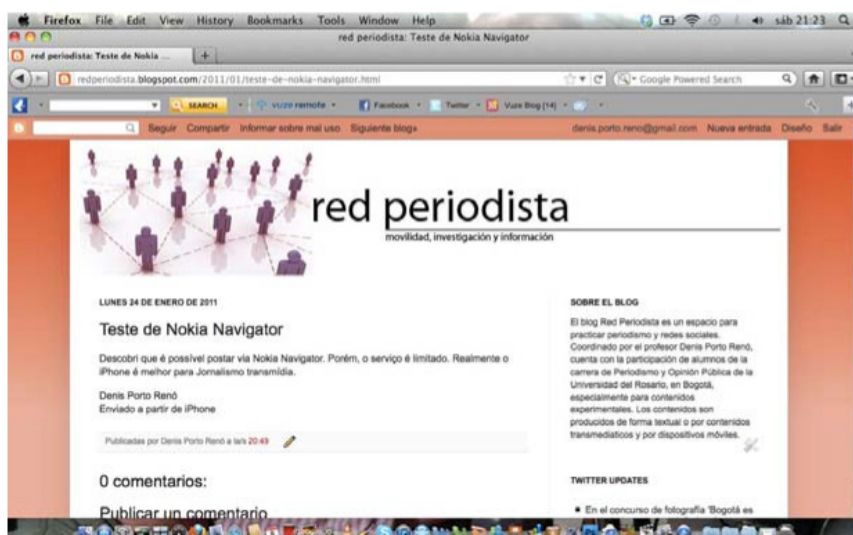 Firefox File Edit View History Bookmarks Tools Window Help sáb 21:23
red periodista: Teste de Nokia Navigator
red periodista: Teste de Nokia ...
redperiodista.blogspot.com/2011/01/teste-de-nokia-navigator.html Google Powered Search
SEARCH vuze remote Facebook Twitter Vuze Blog (14)
Seguir Compartir Informar sobre mal uso Siguiente blog» denis.porto.reno@gmail.com Nueva entrada Diseño Salir
red periodista
movilidad, investigación y información
LUNES 24 DE ENERO DE 2011
Teste de Nokia Navigator
Descobri que é possível postar via Nokia Navigator. Porém, o serviço é limitado. Realmente o
iPhone é melhor para Jornalismo transmídia.
Denis Porto Renó
Enviado a partir de iPhone
Publicadas por Denis Porto Renó a la/s 20:49
0 comentarios:
Publicar un comentario
SOBRE EL BLOG
El blog Red Periodista es un espacio para
practicar periodismo y redes sociales.
Coordinado por el profesor Denis Porto Renó,
cuenta con la participación de alumnos de la
carrera de Periodismo y Opinión Pública de la
Universidad del Rosario, en Bogotá,
especialmente para contenidos
experimentales. Los contenidos son
producidos de forma textual o por contenidos
transmediaticos y por dispositivos móviles.
TWITTER UPDATES
En el concurso de fotografía 'Bogotá es